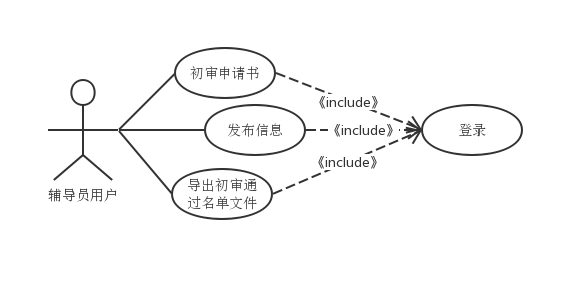 初审申请书
《include》
发布信息
《include》
登录
《include》
导出初审通
过名单文件
辅导员用户